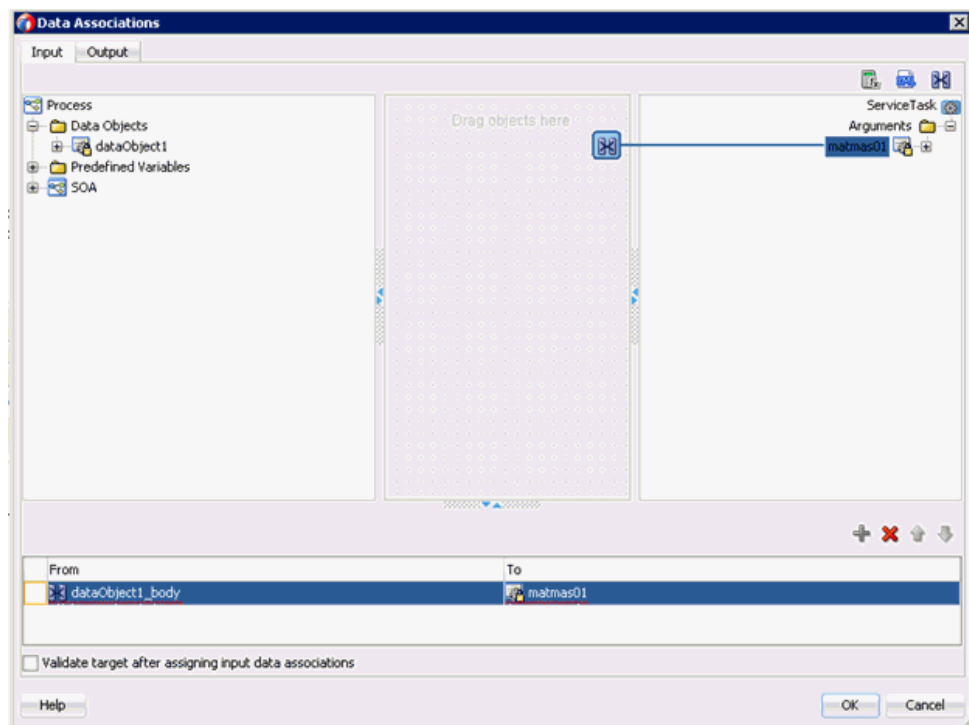 Data Associations
Input Output
Process
Data Objects
dataObject1
Predefined Variables
SOA
Drag objects here
ServiceTask
Arguments
matmas01
From To
dataObject1_body matmas01
Validate target after assigning input data associations
Help OK Cancel